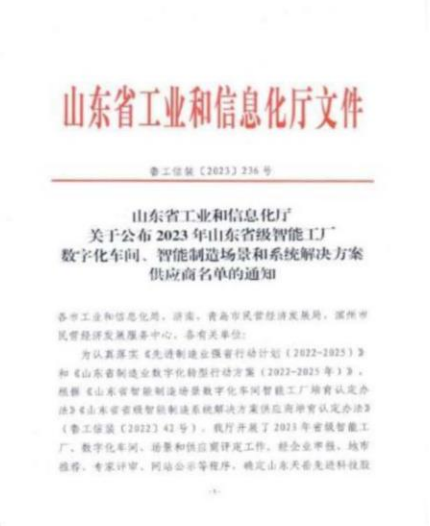 山东省工业和信息化厅文件
鲁工信装〔2023〕236号
山东省工业和信息化厅
关于公布2023年山东省级智能工厂
数字化车间、智能制造场景和系统解决方案
供应商名单的通知
各市工业和信息化局，济南、青岛市民营经济发展局，滨州市
民营经济发展服务中心，各有关单位：
为认真落实《先进制造业强省行动计划（2022-2025）》
和《山东省制造业数字化转型行动方案（2022-2025）》，
根据《山东省智能制造场景数字化车间智能工厂培育认定办
法》《山东省省级智能制造系统解决方案供应商培育认定办法》
（鲁工信装〔2022〕42号），我厅开展了2023年省级智能工
厂、数字化车间、场景和供应商评定工作。经企业审报、地市
推荐、专家评审、网站公示等程序，确定山东天岳先进科技股